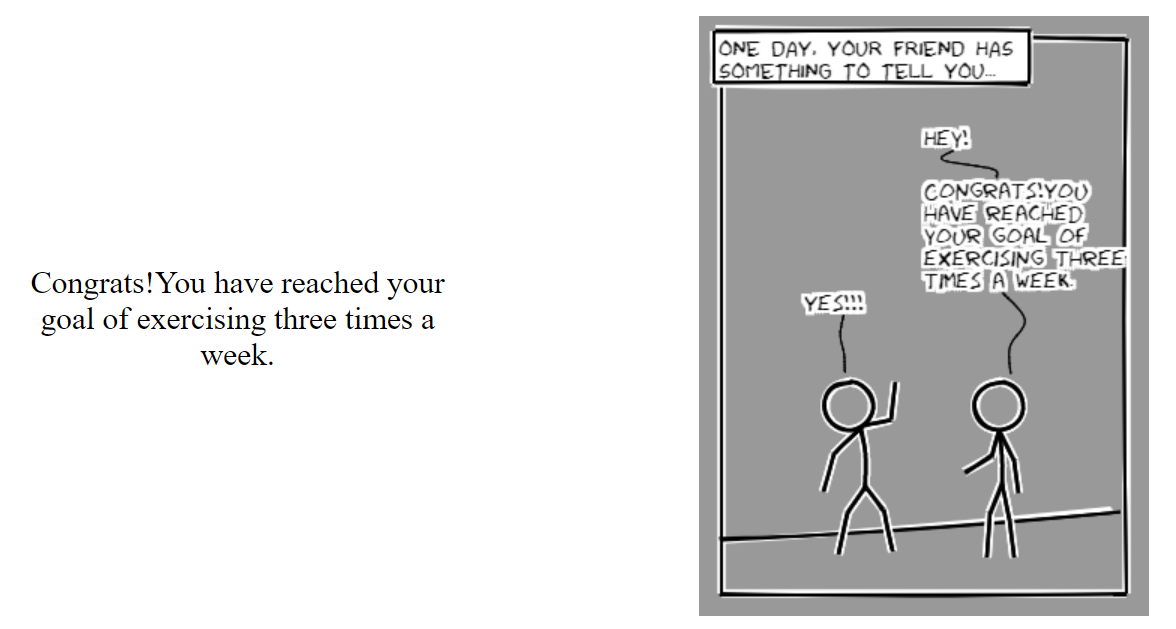 Congrats!You have reached your
goal of exercising three times a
week.
ONE DAY, YOUR FRIEND HAS
SOMETHING TO TELL YOU...
HEY!
CONGRATS!YOU
HAVE REACHED
YOUR GOAL OF
EXERCISING THREE
TIMES A WEEK.
YES!!!